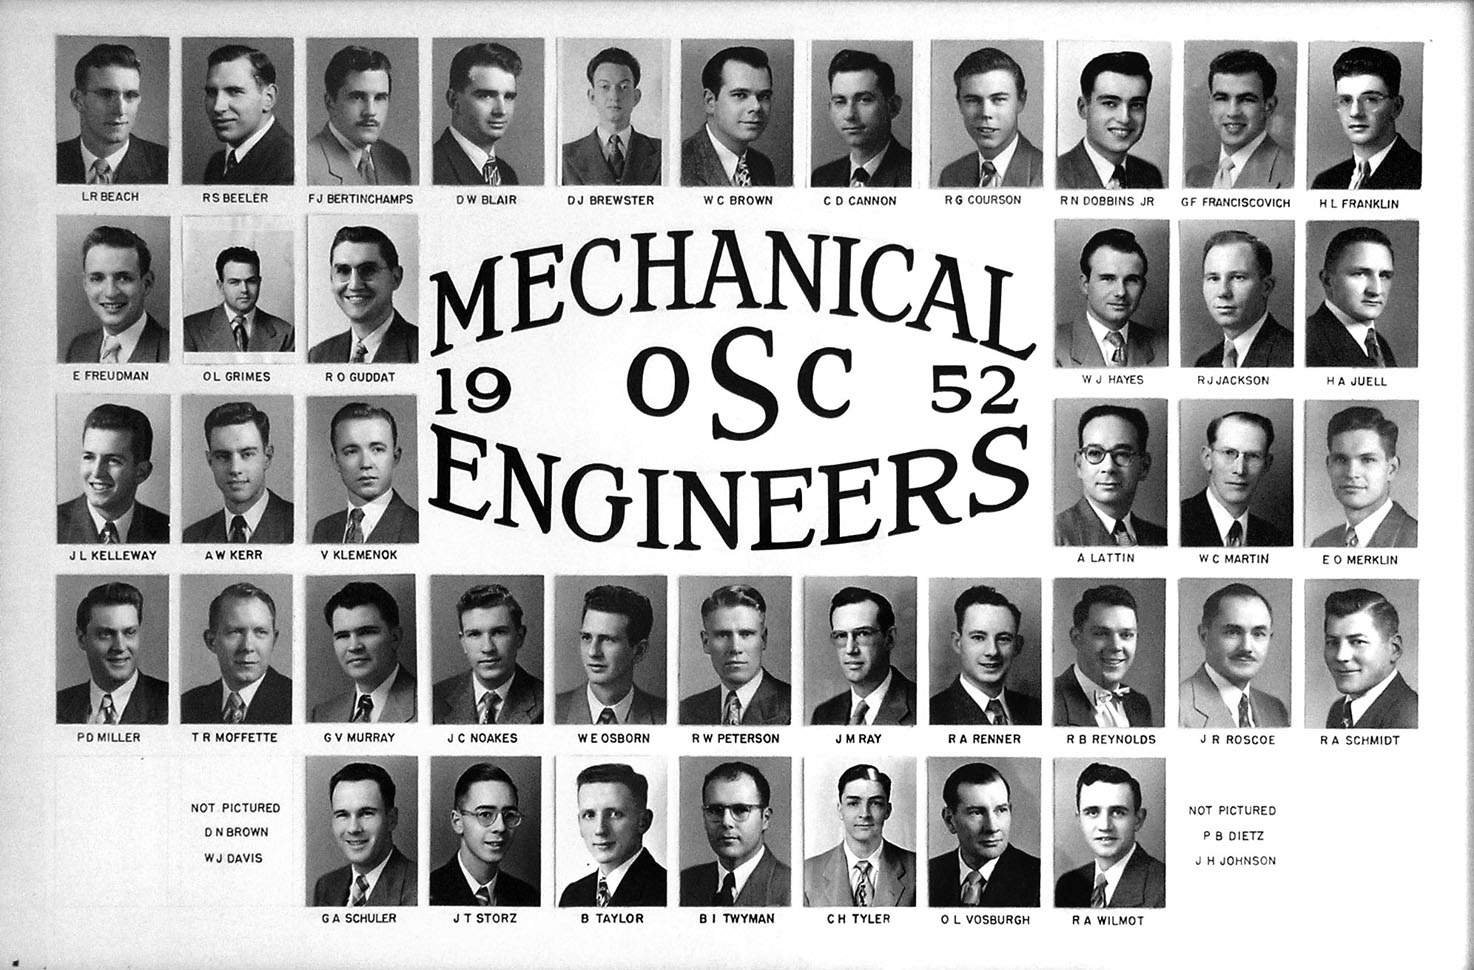 L R BEACH
R S BEELER
F J BERTINCHAMPS
D W BLAIR
D J BREWSTER
W C BROWN
C D CANNON
R G COURSON
R N DOBBINS JR
G F FRANCISCOVICH
H L FRANKLIN
E FREUDMAN
O L GRIMES
R O GUDDAT
MECHANICAL
19 OSC 52
ENGINEERS
W J HAYES
R J JACKSON
H A JUELL
J L KELLEWAY
A W KERR
V KLEMENOK
A LATTIN
W C MARTIN
E O MERKLIN
P D MILLER
T R MOFFETTE
G V MURRAY
J C NOAKES
W E OSBORN
R W PETERSON
J M RAY
R A RENNER
R B REYNOLDS
J R ROSCOE
R A SCHMIDT
NOT PICTURED
D N BROWN
W J DAVIS
G A SCHULER
J T STORZ
B TAYLOR
B I TWYMAN
C H TYLER
O L VOSBURGH
R A WILMOT
NOT PICTURED
P B DIETZ
J H JOHNSON